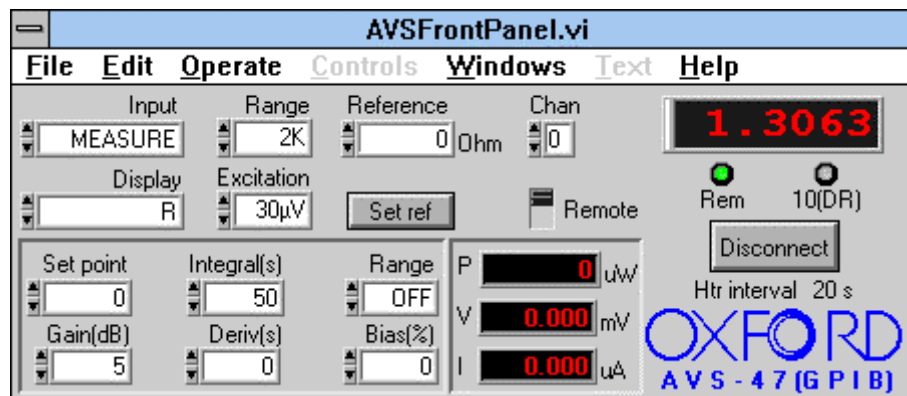 AVSFrontPanel.vi
File Edit Operate Controls Windows Text Help
Input Range Reference Chan
MEASURE 2K 0 Ohm 0 1.3063
Display Excitation Rem 10(DR)
R 30µV Set ref Remote
Disconnect
Set point Integral(s) Range P 0 uW
0 50 OFF Htr interval 20 s
Gain(dB) Deriv(s) Bias(%) V 0.000 mV
5 0 0 I 0.000 uA
OXFORD
AVS-47(GPIB)